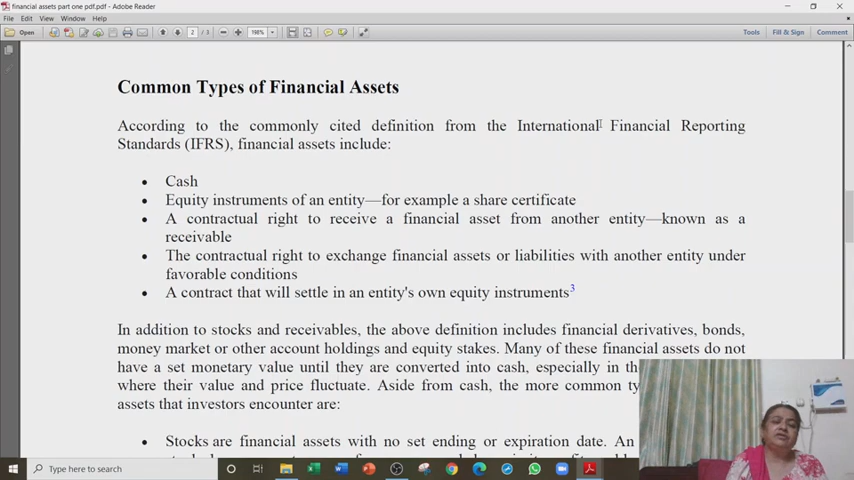 financial assets part one pdf.pdf - Adobe Reader
File Edit View Window Help
Open 2 / 3 198% Tools Fill & Sign Comment
Common Types of Financial Assets
According to the commonly cited definition from the International Financial Reporting
Standards (IFRS), financial assets include:
• Cash
• Equity instruments of an entity—for example a share certificate
• A contractual right to receive a financial asset from another entity—known as a
receivable
• The contractual right to exchange financial assets or liabilities with another entity under
favorable conditions
• A contract that will settle in an entity's own equity instruments3
In addition to stocks and receivables, the above definition includes financial derivatives, bonds,
money market or other account holdings and equity stakes. Many of these financial assets do not
have a set monetary value until they are converted into cash, especially in the
where their value and price fluctuate. Aside from cash, the more common
assets that investors encounter are:
• Stocks are financial assets with no set ending or expiration date. An
Type here to search